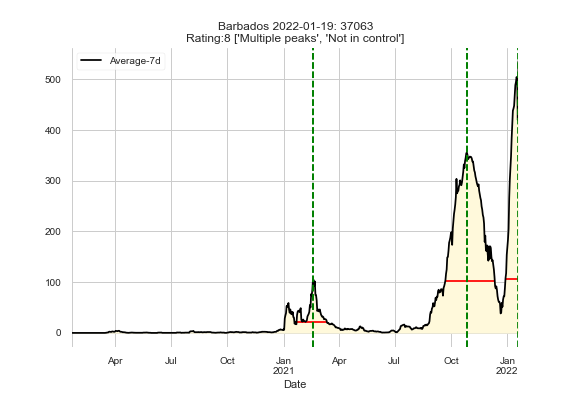 Barbados 2022-01-19: 37063
Rating:8 ['Multiple peaks', 'Not in control']
Average-7d
500
400
300
200
100
0
Apr Jul Oct Jan Apr Jul Oct Jan
2021 2022
Date